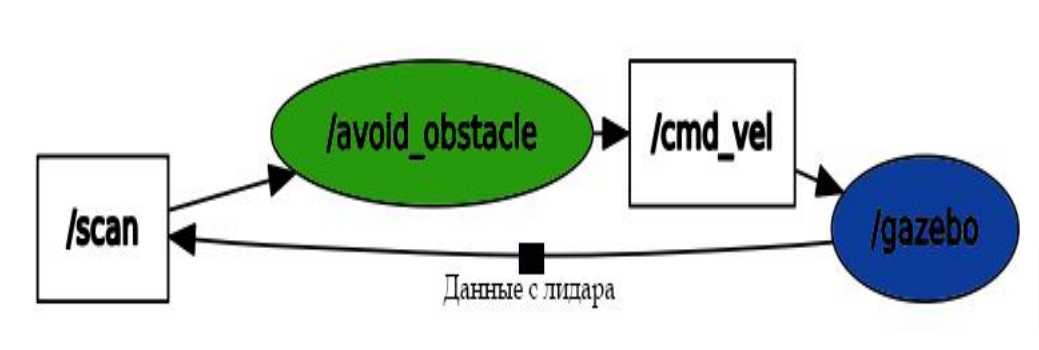 /avoid_obstacle
/cmd_vel
/scan
/gazebo
Данные с лидара